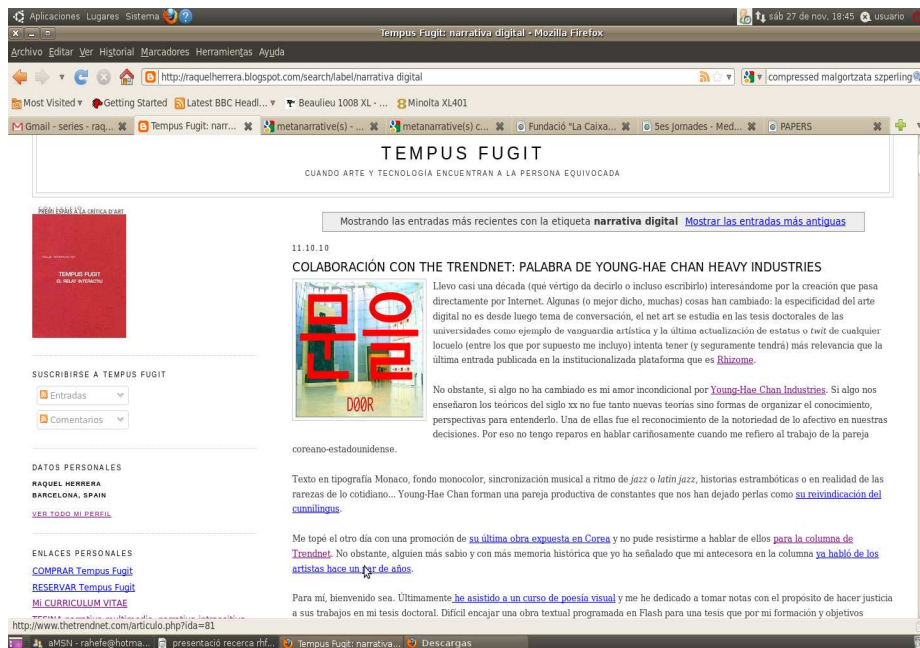 Aplicaciones Lugares Sistema
sáb 27 de nov, 18:45 usuario
Tempus Fugit: narrativa digital - Mozilla Firefox
Archivo Editar Ver Historial Marcadores Herramientas Ayuda
http://raquelherrera.blogspot.com/search/label/narrativa digital
compressed malgortzata szperling
Most Visited Getting Started Latest BBC Headl... Beaulieu 1008 XL - ... Minolta XL401
Gmail - series - raq... Tempus Fugit: narr... metanarrative(s) - ... metanarrative(s) c... Fundació "La Caixa... 5es Jornades - Med... PAPERS
TEMPUS FUGIT
CUANDO ARTE Y TECNOLOGÍA ENCUENTRAN A LA PERSONA EQUIVOCADA
PREMI ESPAIS A LA CRÍTICA D'ART
TEMPUS FUGIT
EL RELAT INTERACTIU
SUSCRIBIRSE A TEMPUS FUGIT
Entradas
Comentarios
DATOS PERSONALES
RAQUEL HERRERA
BARCELONA, SPAIN
VER TODO MI PERFIL
ENLACES PERSONALES
COMPRAR Tempus Fugit
RESERVAR Tempus Fugit
Mi CURRICULUM VITAE
Mostrando las entradas más recientes con la etiqueta narrativa digital Mostrar las entradas más antiguas
11.10.10
COLABORACIÓN CON THE TRENDNET: PALABRA DE YOUNG-HAE CHAN HEAVY INDUSTRIES
문을
DOOR
Llevo casi una década (qué vértigo da decirlo o incluso escribirlo) interesándome por la creación que pasa
directamente por Internet. Algunas (o mejor dicho, muchas) cosas han cambiado: la especificidad del arte
digital no es desde luego tema de conversación, el net art se estudia en las tesis doctorales de las
universidades como ejemplo de vanguardia artística y la última actualización de estatus o twit de cualquier
locuelo (entre los que por supuesto me incluyo) intenta tener (y seguramente tendrá) más relevancia que la
última entrada publicada en la institucionalizada plataforma que es Rhizome.
No obstante, si algo no ha cambiado es mi amor incondicional por Young-Hae Chan Industries. Si algo nos
enseñaron los teóricos del siglo xx no fue tanto nuevas teorías sino formas de organizar el conocimiento,
perspectivas para entenderlo. Una de ellas fue el reconocimiento de la notoriedad de lo afectivo en nuestras
decisiones. Por eso no tengo reparos en hablar cariñosamente cuando me refiero al trabajo de la pareja
coreano-estadounidense.
Texto en tipografía Monaco, fondo monocolor, sincronización musical a ritmo de jazz o latin jazz, historias estrambóticas o en realidad de las
rarezas de lo cotidiano... Young-Hae Chan forman una pareja productiva de constantes que nos han dejado perlas como su reivindicación del
cunnilingus.
Me topé el otro día con una promoción de su última obra expuesta en Corea y no pude resistirme a hablar de ellos para la columna de
Trendnet. No obstante, alguien más sabio y con más memoria histórica que yo ha señalado que mi antecesora en la columna ya habló de los
artistas hace un par de años.
Para mí, bienvenido sea. Últimamente he asistido a un curso de poesía visual y me he dedicado a tomar notas con el propósito de hacer justicia
a sus trabajos en mi tesis doctoral. Difícil encajar una obra textual programada en Flash para una tesis que por mi formación y objetivos
http://www.thetrendnet.com/articulo.php?ida=81
aMSN - rahefe@hotma... presentació recerca rhf... Tempus Fugit: narrativa... Descargas